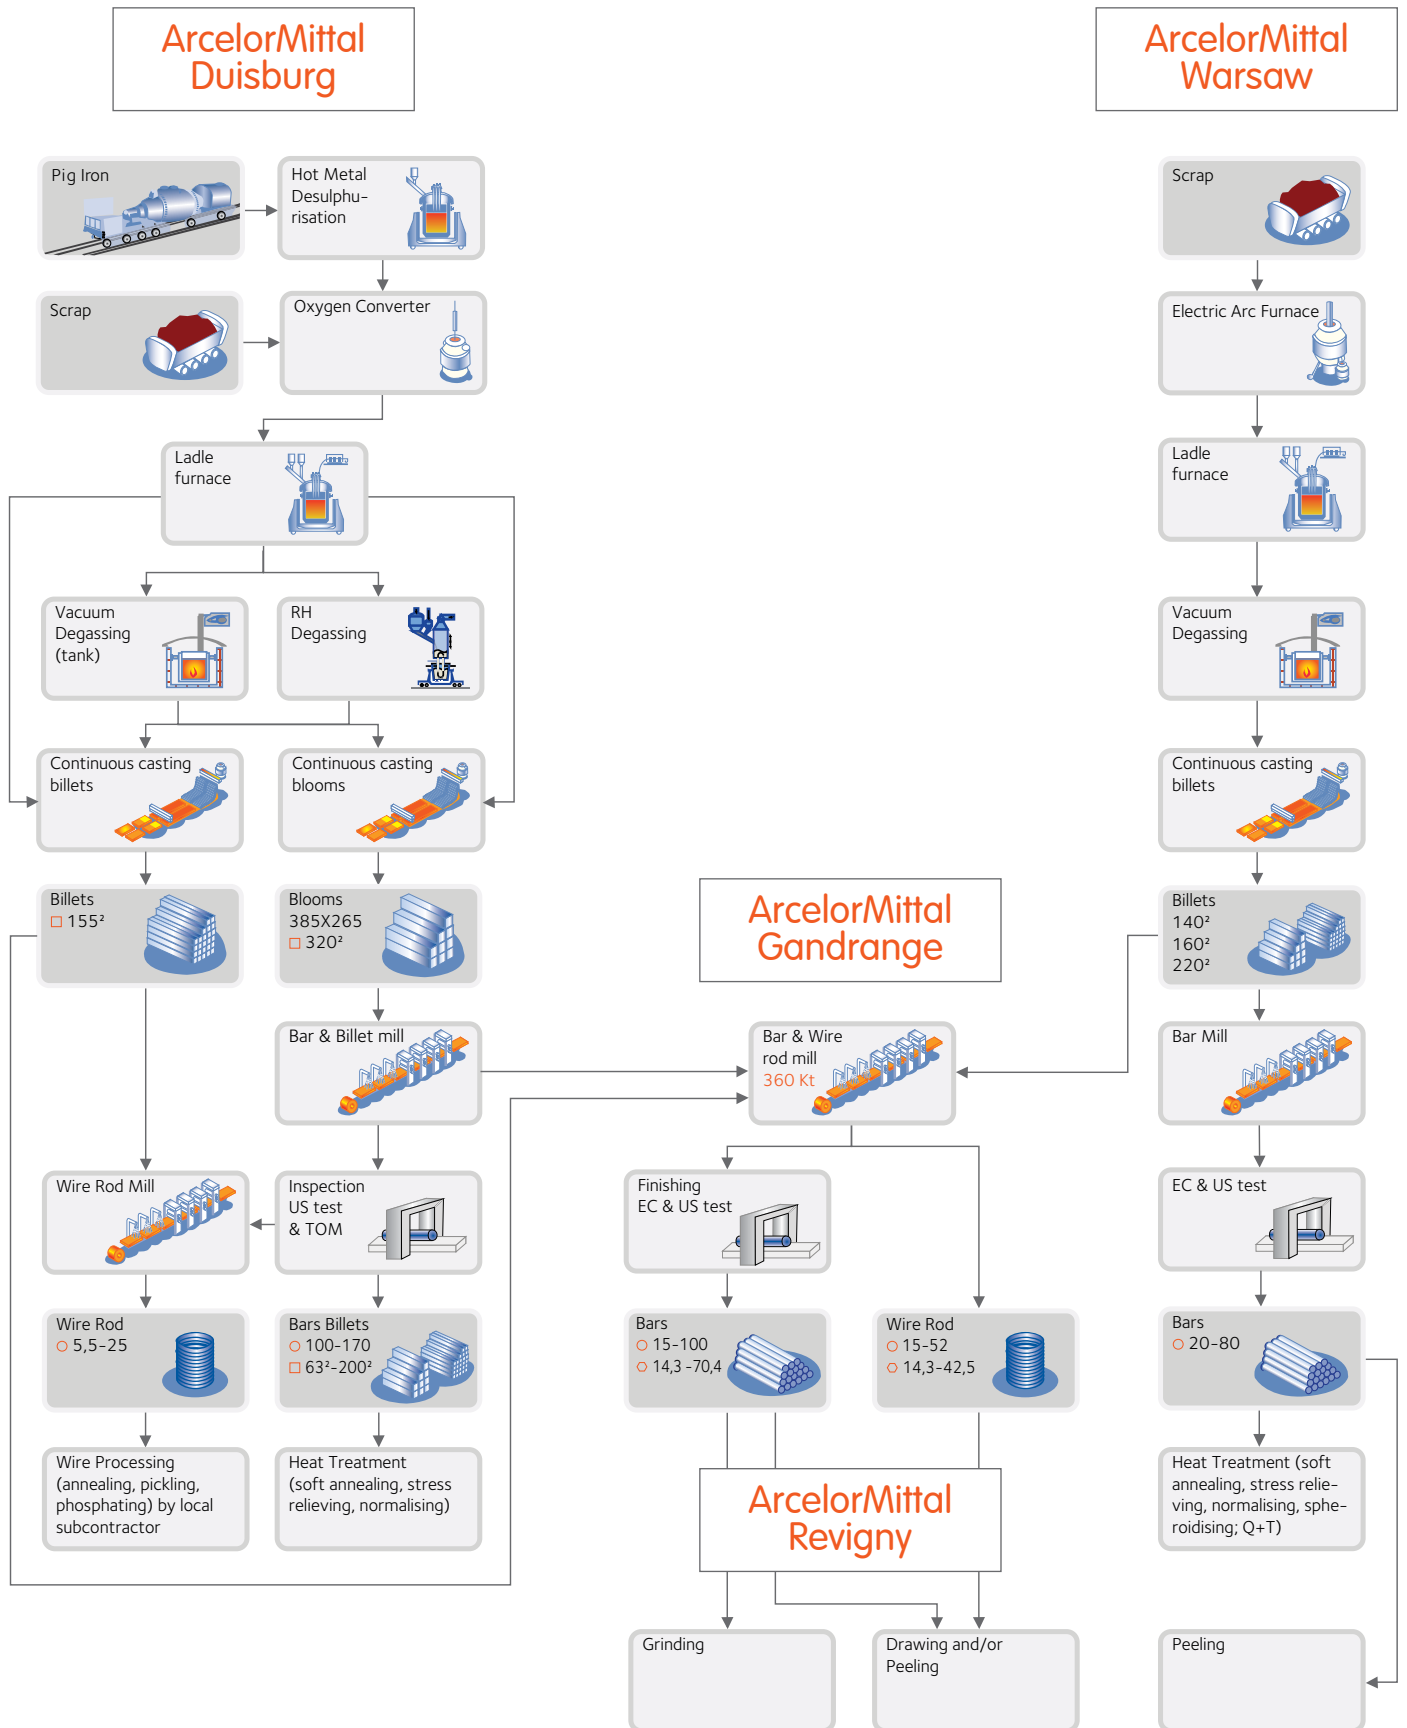 ArcelorMittal
Duisburg
ArcelorMittal
Warsaw
Pig Iron
Hot Metal
Desulphu-
risation
Scrap
Oxygen Converter
Ladle
furnace
Vacuum
Degassing
(tank)
RH
Degassing
Continuous casting
billets
Continuous casting
blooms
Billets
□ 155²
Blooms
385X265
□ 320²
Bar & Billet mill
Wire Rod Mill
Inspection
US test
& TOM
Wire Rod
○ 5,5-25
Bars Billets
○ 100-170
□ 63²-200²
Wire Processing
(annealing, pickling,
phosphating) by local
subcontractor
Heat Treatment
(soft annealing, stress
relieving, normalising)
ArcelorMittal
Gandrange
Bar & Wire
rod mill
360 Kt
Finishing
EC & US test
Bars
○ 15-100
⬡ 14,3-70,4
Wire Rod
○ 15-52
⬡ 14,3-42,5
ArcelorMittal
Revigny
Grinding
Drawing and/or
Peeling
Scrap
Electric Arc Furnace
Ladle
furnace
Vacuum
Degassing
Continuous casting
billets
Billets
140²
160²
220²
Bar Mill
EC & US test
Bars
○ 20-80
Heat Treatment (soft
annealing, stress relie-
ving, normalising, sphe-
roidising; Q+T)
Peeling